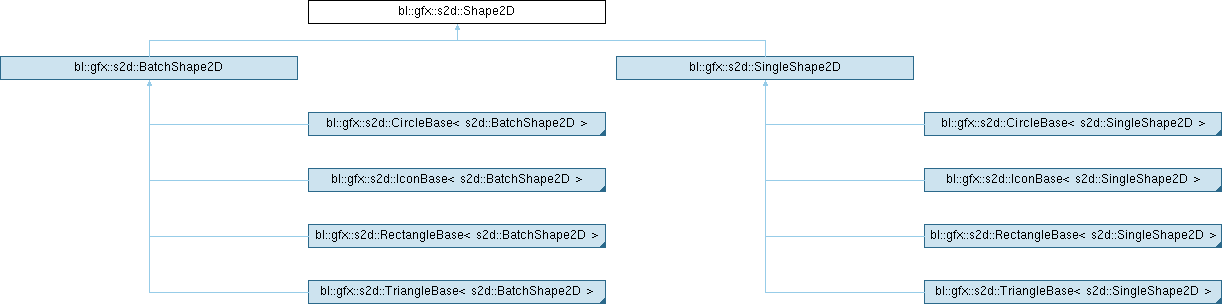 bl::gfx::s2d::Shape2D
bl::gfx::s2d::BatchShape2D
bl::gfx::s2d::SingleShape2D
bl::gfx::s2d::CircleBase< s2d::BatchShape2D >
bl::gfx::s2d::CircleBase< s2d::SingleShape2D >
bl::gfx::s2d::IconBase< s2d::BatchShape2D >
bl::gfx::s2d::IconBase< s2d::SingleShape2D >
bl::gfx::s2d::RectangleBase< s2d::BatchShape2D >
bl::gfx::s2d::RectangleBase< s2d::SingleShape2D >
bl::gfx::s2d::TriangleBase< s2d::BatchShape2D >
bl::gfx::s2d::TriangleBase< s2d::SingleShape2D >